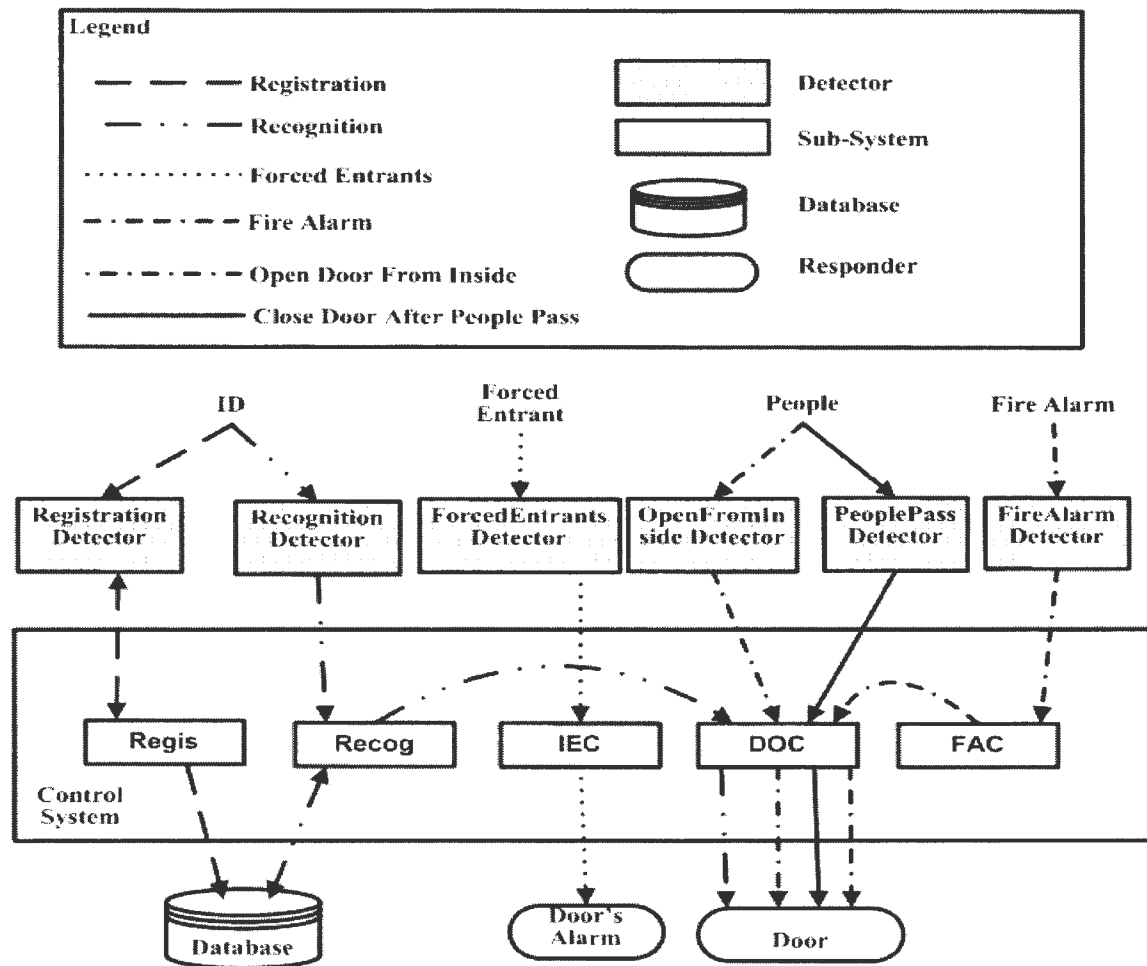 Legend
Registration
Recognition
Forced Entrants
Fire Alarm
Open Door From Inside
Close Door After People Pass
Detector
Sub-System
Database
Responder
ID
Forced
Entrant
People
Fire Alarm
Registration
Detector
Recognition
Detector
ForcedEntrants
Detector
OpenFromIn
side Detector
PeoplePass
Detector
FireAlarm
Detector
Regis
Recog
IEC
DOC
FAC
Control
System
Database
Door's
Alarm
Door